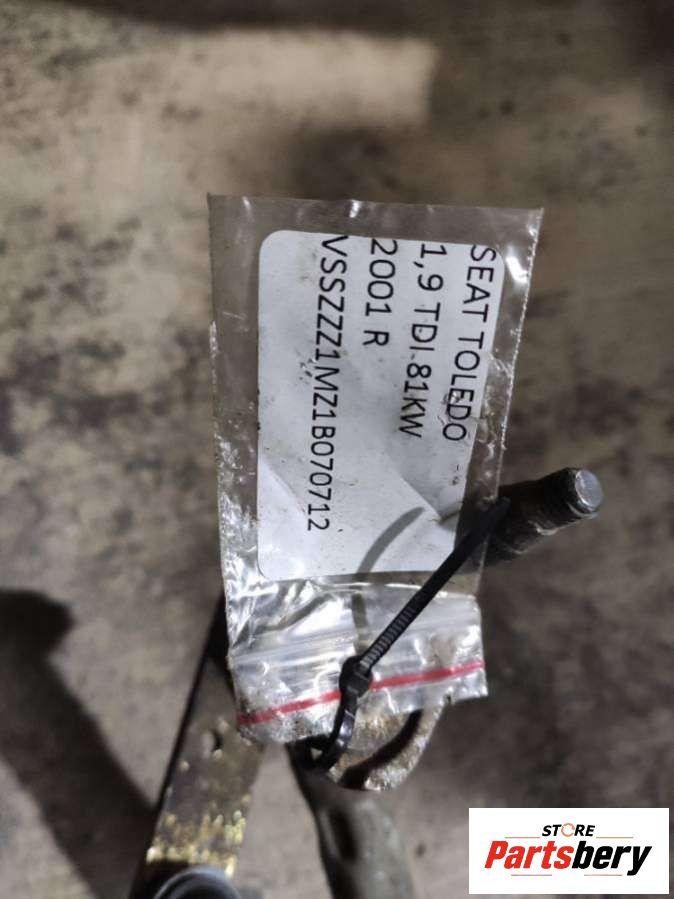 SEAT TOLEDO
1,9 TDI 81KW
2001 R
VSSZZZ1MZ1B070712
STORE
Partsbery